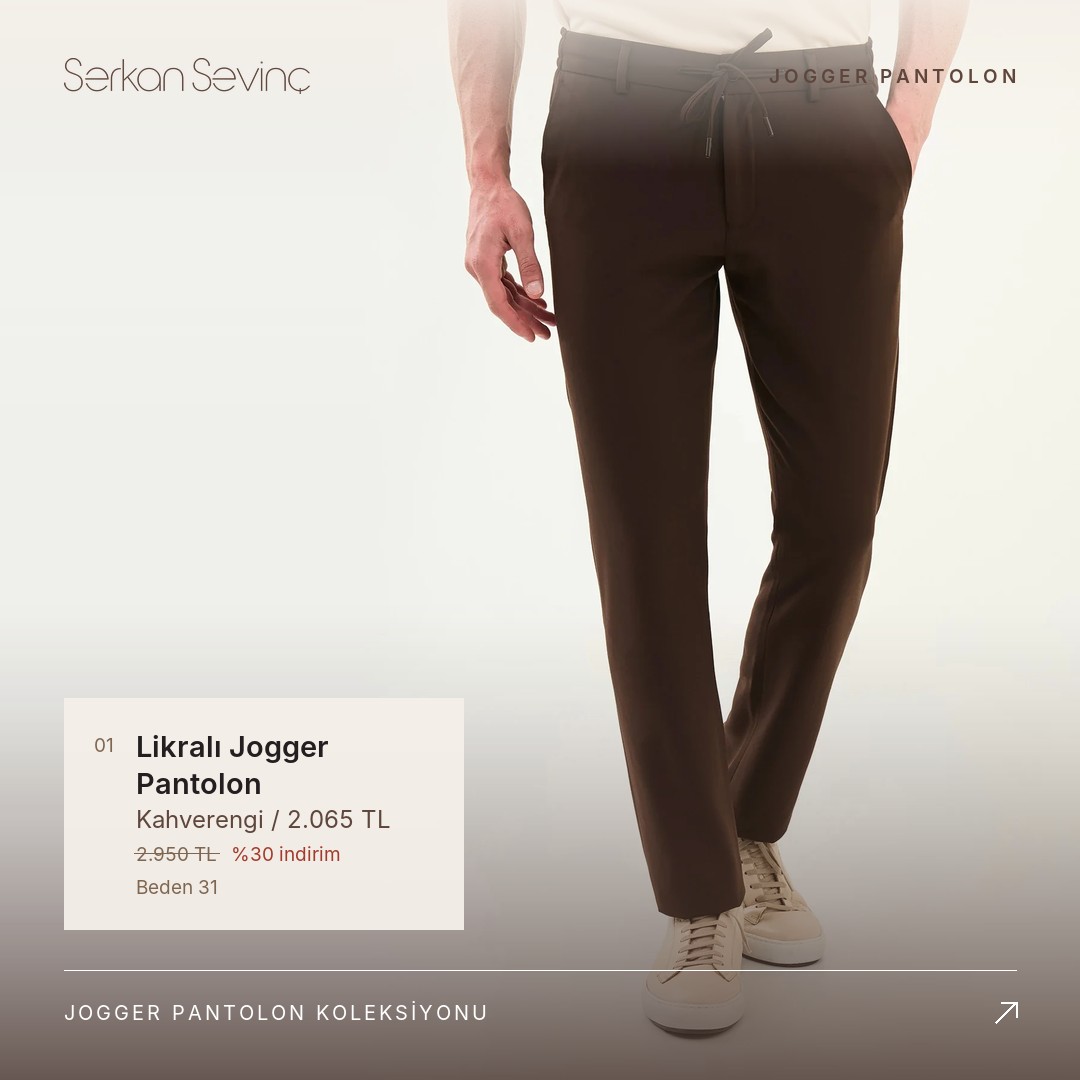 Serkan Sevinç
JOGGER PANTOLON
01
Likralı Jogger
Pantolon
Kahverengi / 2.065 TL
2.950 TL %30 indirim
Beden 31
JOGGER PANTOLON KOLEKSİYONU